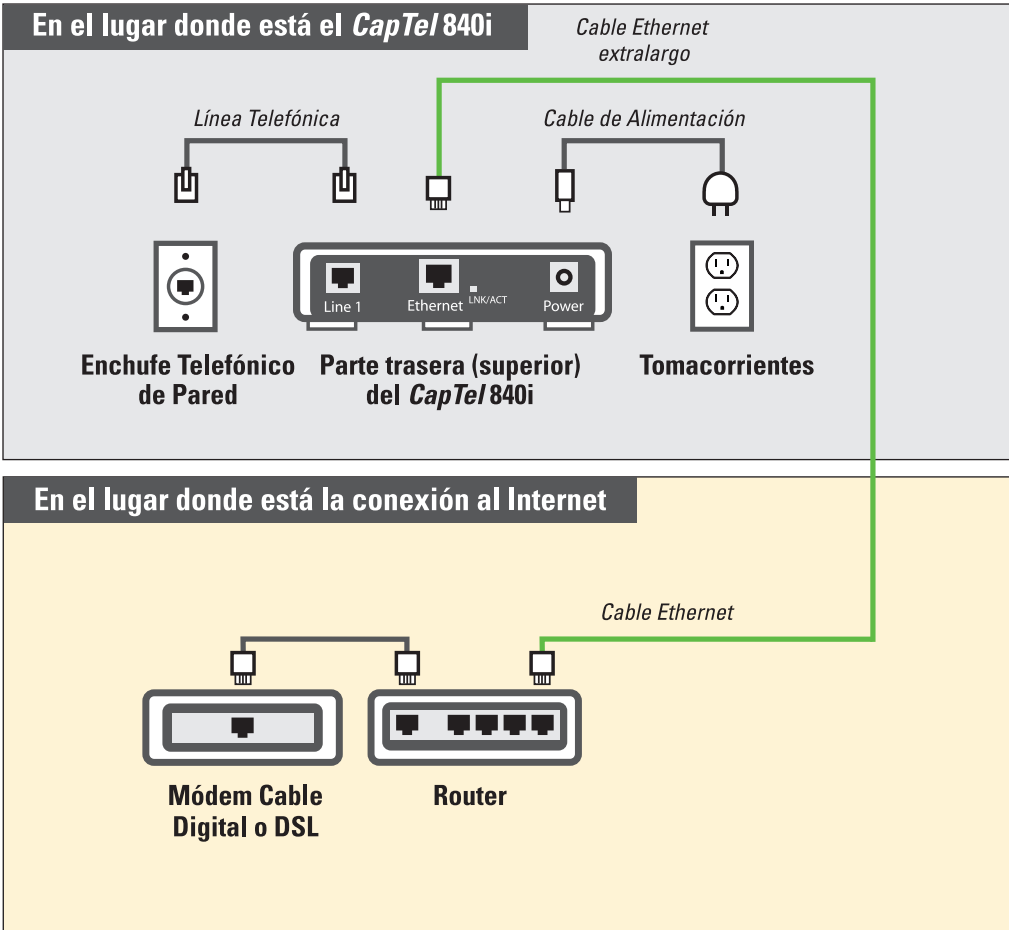 En el lugar donde está el CapTel 840i
Cable Ethernet
extralargo
Línea Telefónica
Cable de Alimentación
Line 1
Ethernet
LNK/ACT
Power
Enchufe Telefónico
de Pared
Parte trasera (superior)
del CapTel 840i
Tomacorrientes
En el lugar donde está la conexión al Internet
Cable Ethernet
Módem Cable
Digital o DSL
Router